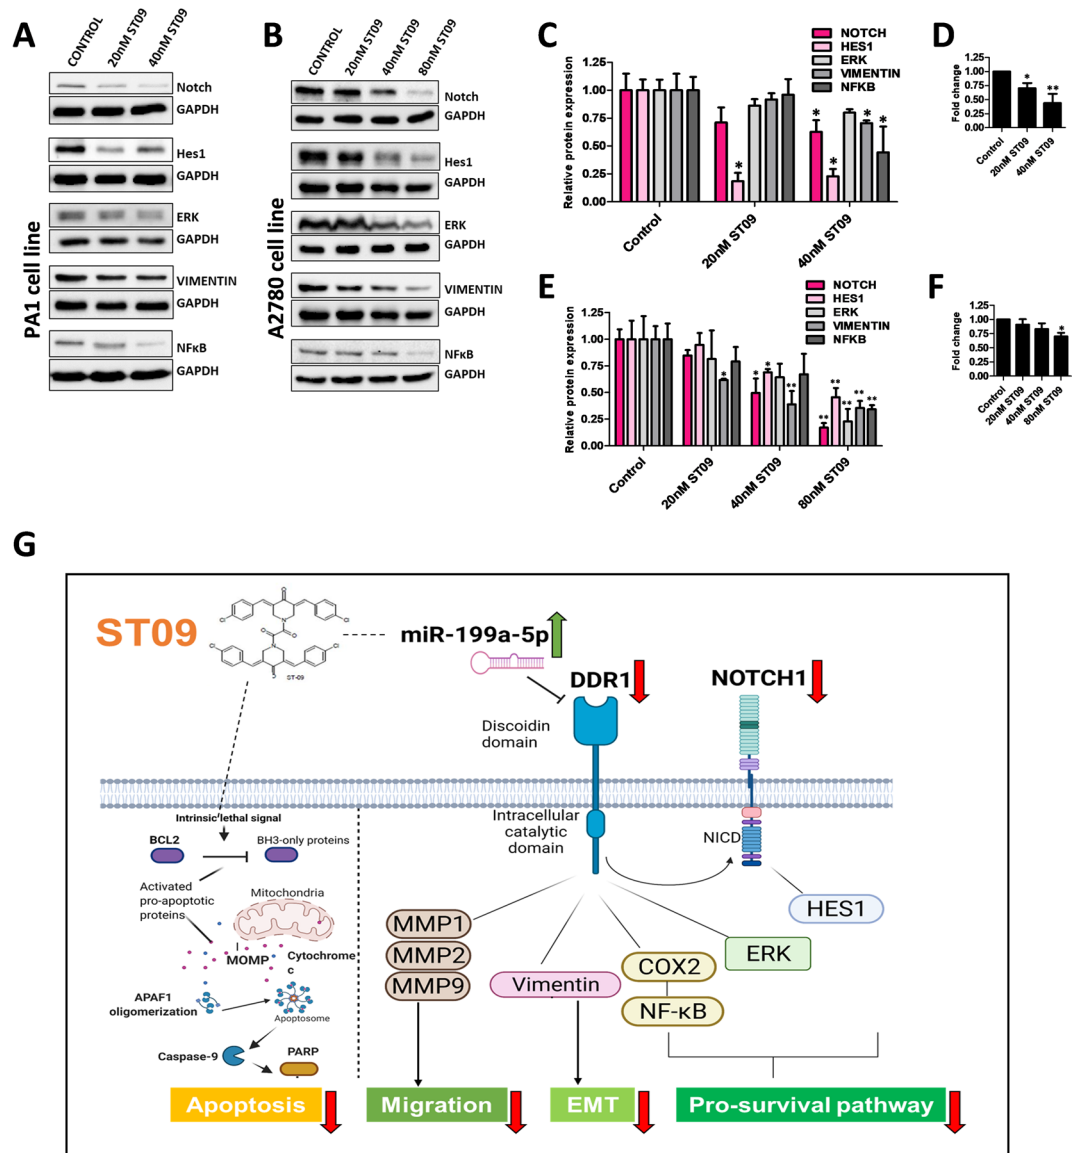 A
CONTROL
20nM ST09
40nM ST09
Notch
GAPDH
Hes1
GAPDH
ERK
GAPDH
VIMENTIN
GAPDH
NFκB
GAPDH
PA1 cell line
B
CONTROL
20nM ST09
40nM ST09
80nM ST09
Notch
GAPDH
Hes1
GAPDH
ERK
GAPDH
VIMENTIN
GAPDH
NFκB
GAPDH
A2780 cell line
C
NOTCH
HES1
ERK
VIMENTIN
NFKB
Relative protein expression
1.25
1.00
0.75
0.50
0.25
0.00
*
*
*
*
*
Control
20nM ST09
40nM ST09
D
Fold change
1.25
1.00
0.75
0.50
0.25
0.00
*
**
Control
20nM ST09
40nM ST09
E
NOTCH
HES1
ERK
VIMENTIN
NFKB
Relative protein expression
1.25
1.00
0.75
0.50
0.25
0.00
*
*
*
**
**
**
**
**
**
Control
20nM ST09
40nM ST09
80nM ST09
F
Fold change
1.25
1.00
0.75
0.50
0.25
0.00
*
Control
20nM ST09
40nM ST09
80nM ST09
G
ST09
Cl
O
Cl
N
O
O
N
Cl
Cl
O
ST-09
miR-199a-5p
DDR1
NOTCH1
Discoidin
domain
Intracellular
catalytic
domain
NICD
HES1
ERK
COX2
NF-κB
Vimentin
MMP1
MMP2
MMP9
Intrinsic lethal signal
BCL2
BH3-only proteins
Activated
pro-apoptotic
proteins
Mitochondria
MOMP
Cytochrome
c
APAF1
oligomerization
Apoptosome
Caspase-9
PARP
Apoptosis
Migration
EMT
Pro-survival pathway